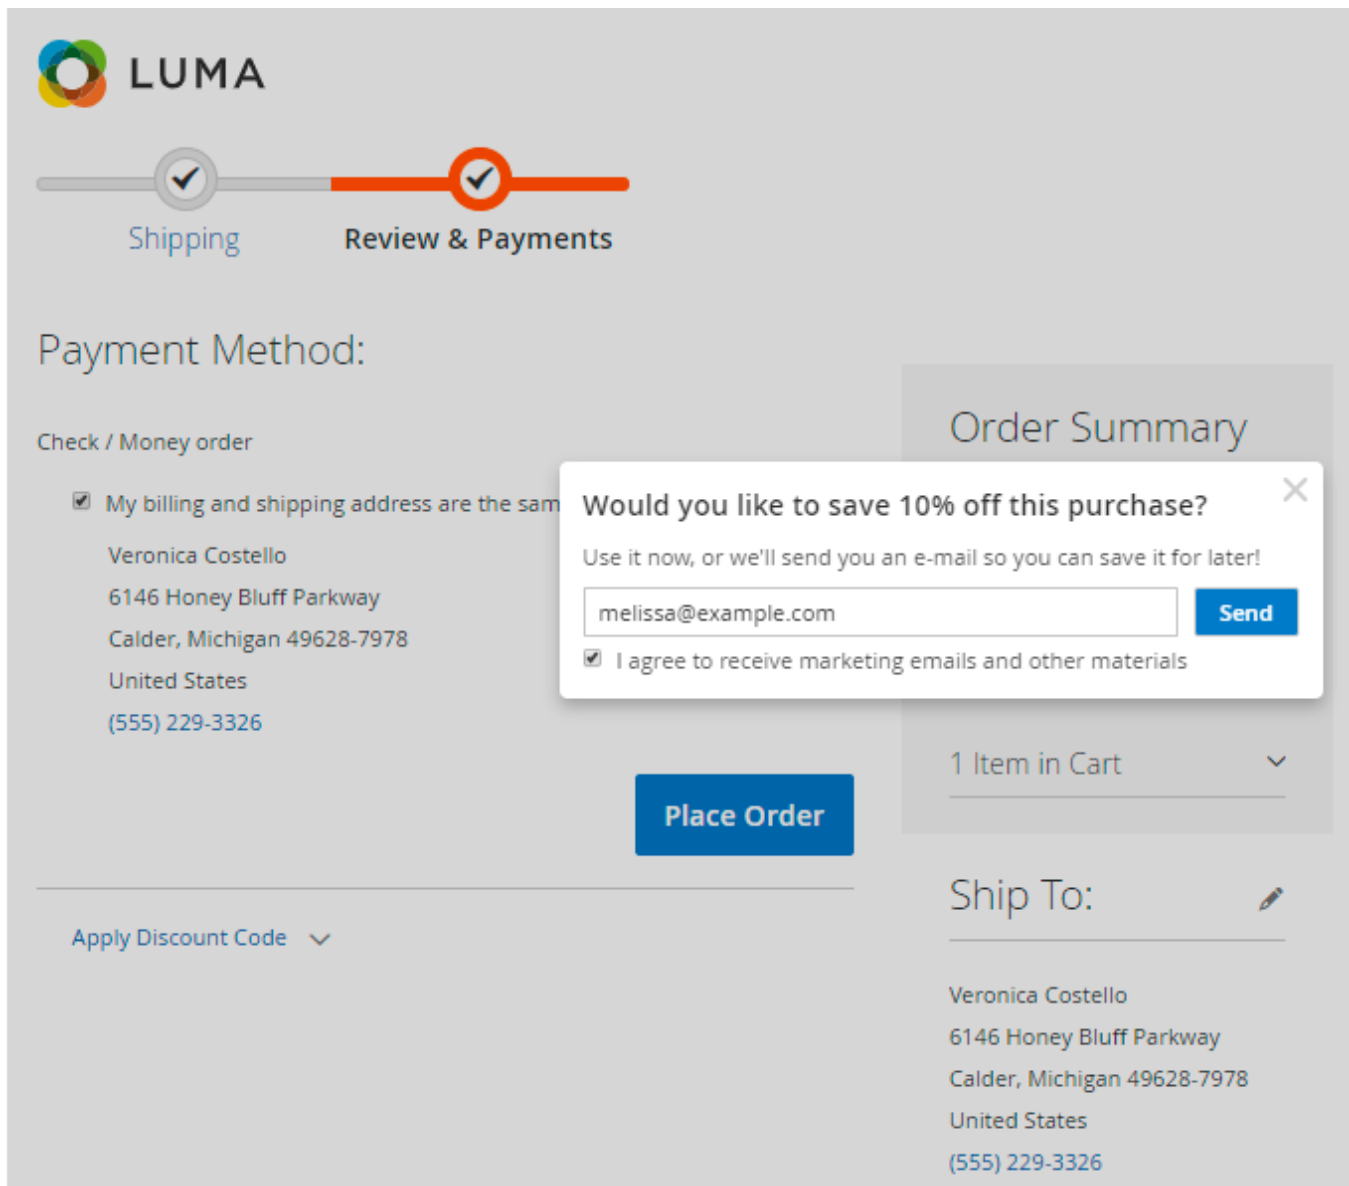 LUMA
Shipping
Review & Payments
Payment Method:
Check / Money order
My billing and shipping address are the sam
Veronica Costello
6146 Honey Bluff Parkway
Calder, Michigan 49628-7978
United States
(555) 229-3326
Place Order
Apply Discount Code
Order Summary
Would you like to save 10% off this purchase?
Use it now, or we'll send you an e-mail so you can save it for later!
melissa@example.com
Send
I agree to receive marketing emails and other materials
1 Item in Cart
Ship To:
Veronica Costello
6146 Honey Bluff Parkway
Calder, Michigan 49628-7978
United States
(555) 229-3326